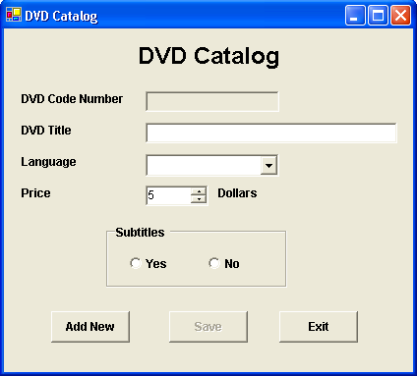 DVD Catalog
DVD Catalog
DVD Code Number
DVD Title
Language
Price 5 Dollars
Subtitles
Yes No
Add New Save Exit